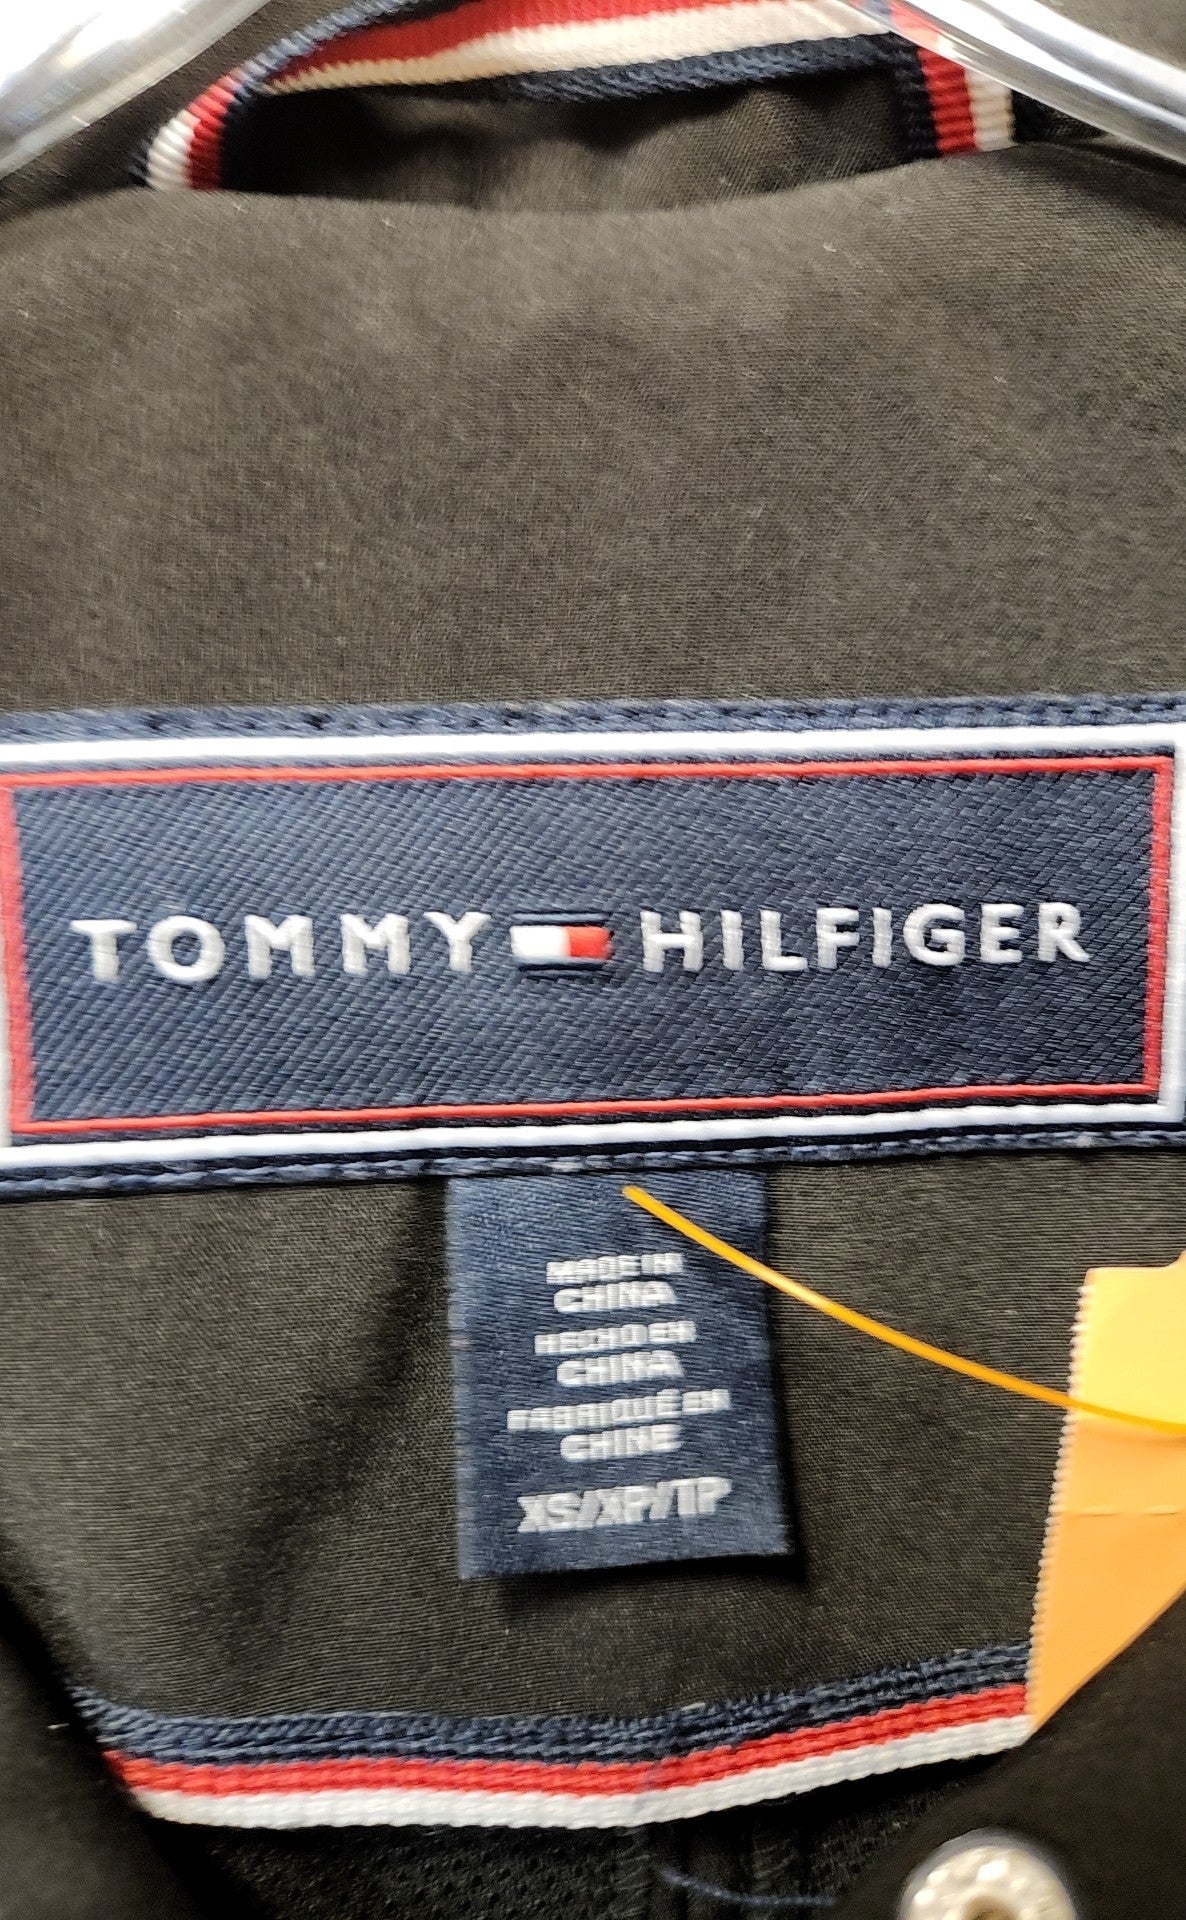 TOMMY HILFIGER
MADE IN
CHINA
HECHO EN
CHINA
FABRIQUÉ EN
CHINE
XS/XP/TP